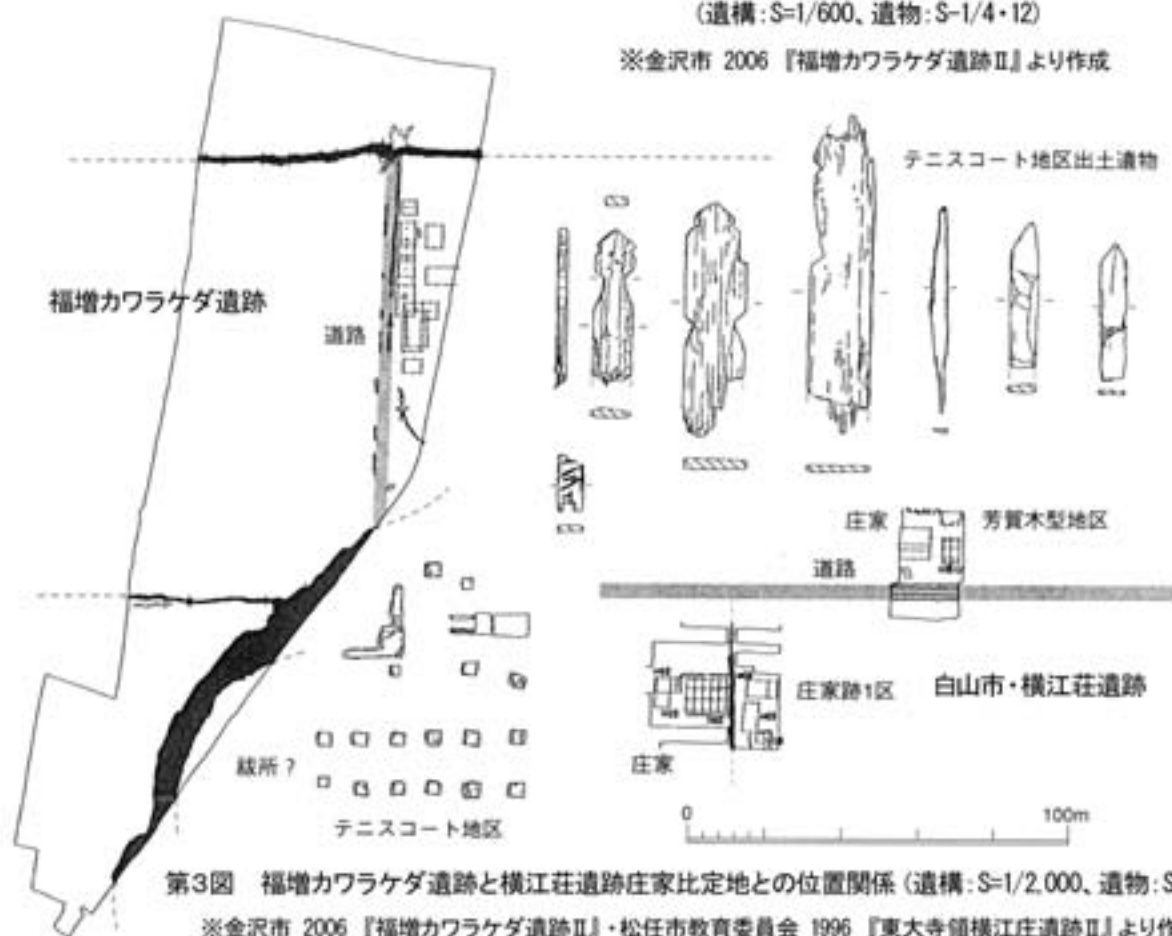 (遺構:S=1/600、遺物:S-1/4・12)
※金沢市 2006 『福増カワラケダ遺跡Ⅱ』より作成
テニスコート地区出土遺物
福増カワラケダ遺跡
道路
庄家
芳賀木型地区
道路
庄家跡1区
白山市・横江荘遺跡
庄家
綴所?
テニスコート地区
0
100m
第3図 福増カワラケダ遺跡と横江荘遺跡庄家比定地との位置関係(遺構:S=1/2,000、遺物:S
※金沢市 2006 『福増カワラケダ遺跡Ⅱ』・松任市教育委員会 1996 『東大寺領横江庄遺跡Ⅱ』より作